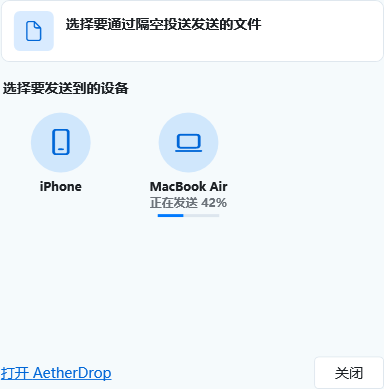 选择要通过隔空投送发送的文件
选择要发送到的设备
iPhone
MacBook Air
正在发送 42%
打开 AetherDrop
关闭